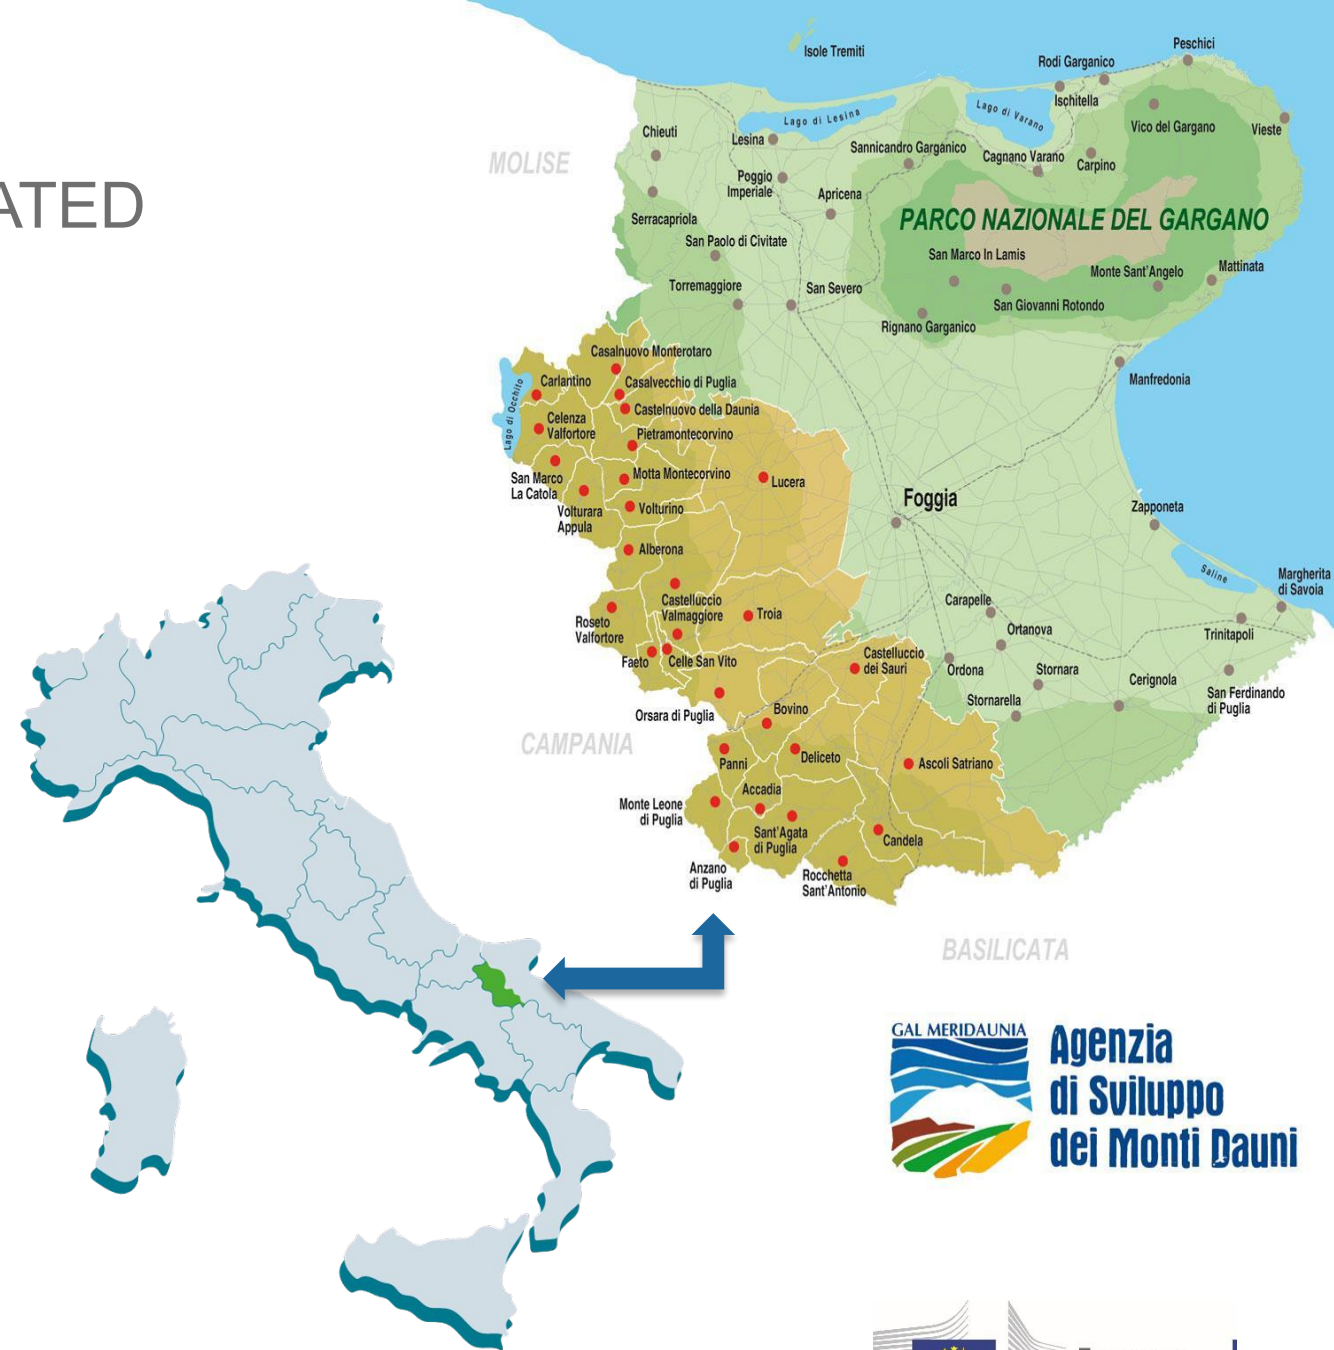 ATED
Isole Tremiti
Peschici
Rodi Garganico
Ischitella
Lago di Lesina
Lago di Varano
Vico del Gargano
Vieste
Chieuti
Lesina
Sannicandro Garganico
Cagnano Varano
Carpino
MOLISE
Poggio
Imperiale
Apricena
Serracapriola
PARCO NAZIONALE DEL GARGANO
San Paolo di Civitate
San Marco In Lamis
Monte Sant'Angelo
Mattinata
Torremaggiore
San Severo
San Giovanni Rotondo
Rignano Garganico
Casalnuovo Monterotaro
Manfredonia
Carlantino
Casalvecchio di Puglia
Lago di Occhito
Castelnuovo della Daunia
Celenza
Valfortore
Pietramontecorvino
San Marco
La Catola
Motta Montecorvino
Lucera
Foggia
Volturara
Appula
Volturino
Zapponeta
Alberona
Saline
Margherita
di Savoia
Castelluccio
Valmaggiore
Carapelle
Troia
Roseto
Valfortore
Ortanova
Trinitapoli
Faeto
Celle San Vito
Castelluccio
dei Sauri
Ordona
Stornara
Cerignola
San Ferdinando
di Puglia
Stornarella
Orsara di Puglia
Bovino
CAMPANIA
Panni
Deliceto
Ascoli Satriano
Accadia
Monte Leone
di Puglia
Sant'Agata
di Puglia
Candela
Anzano
di Puglia
Rocchetta
Sant'Antonio
BASILICATA
GAL MERIDAUNIA
Agenzia
di Sviluppo
dei Monti Dauni